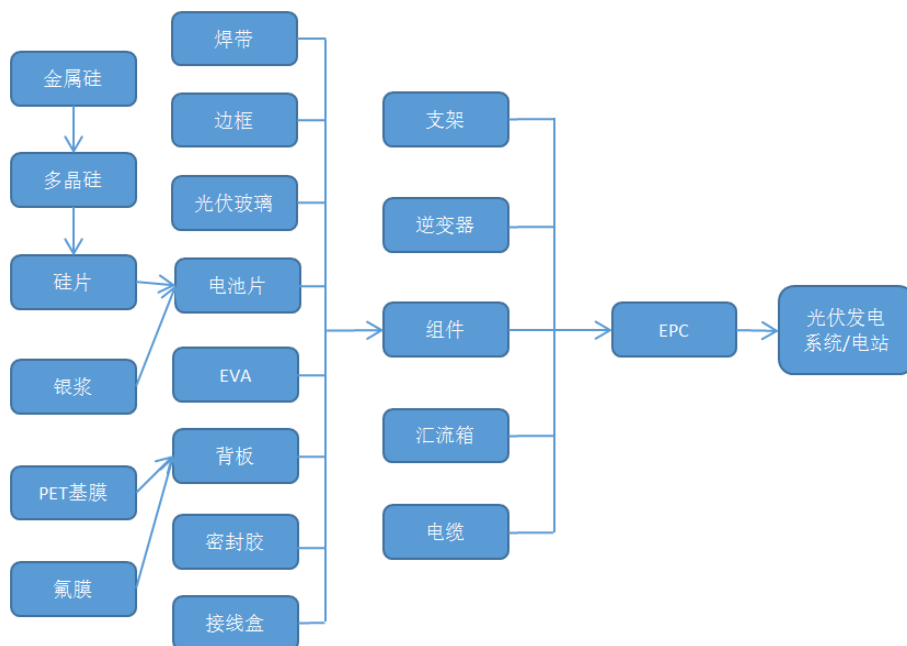 金属硅
多晶硅
硅片
银浆
PET基膜
氟膜
焊带
边框
光伏玻璃
电池片
EVA
背板
密封胶
接线盒
支架
逆变器
组件
汇流箱
电缆
EPC
光伏发电
系统/电站